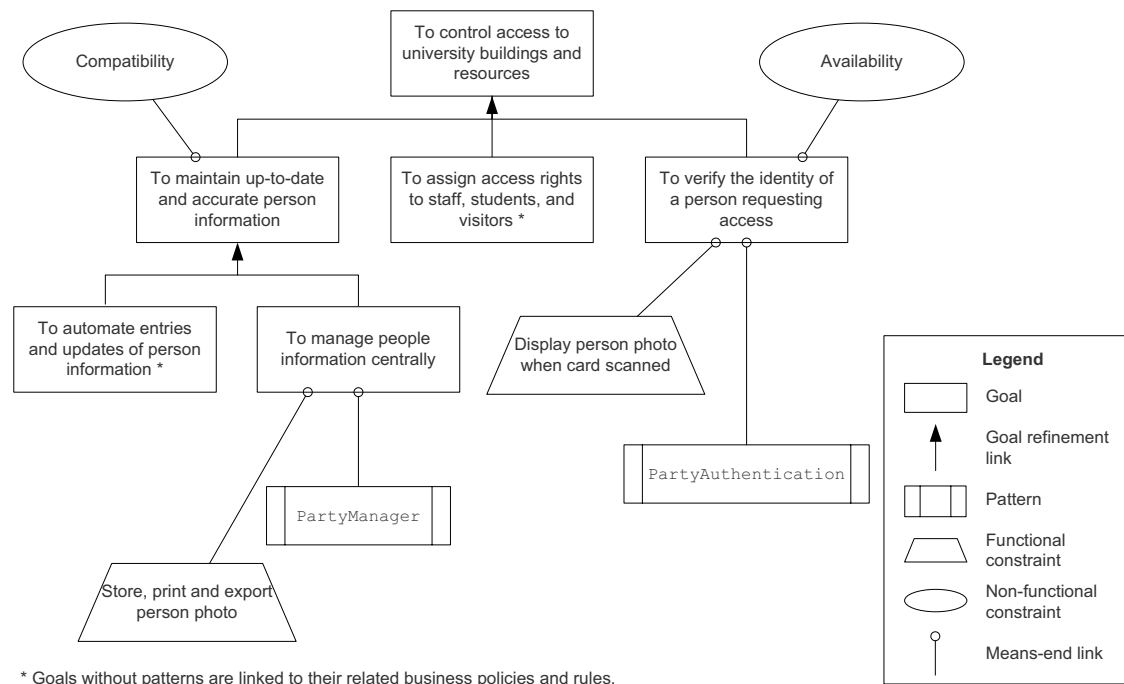 Compatibility
To control access to
university buildings and
resources
Availability
To maintain up-to-date
and accurate person
information
To assign access rights
to staff, students, and
visitors *
To verify the identity of
a person requesting
access
To automate entries
and updates of person
information *
To manage people
information centrally
Display person photo
when card scanned
PartyManager
PartyAuthentication
Store, print and export
person photo
Legend
Goal
Goal refinement
link
Pattern
Functional
constraint
Non-functional
constraint
Means-end link
* Goals without patterns are linked to their related business policies and rules.